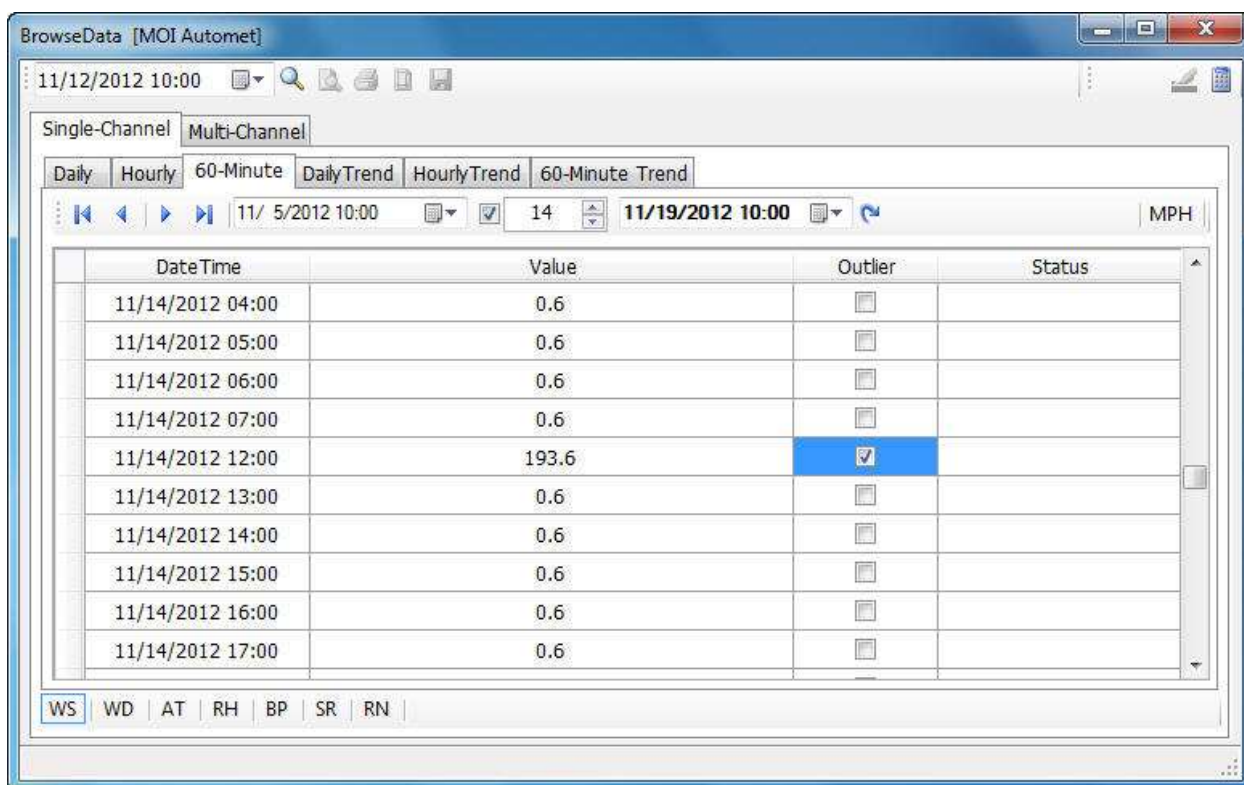 BrowseData [MOI Automet]
11/12/2012 10:00
Single-Channel Multi-Channel
Daily Hourly 60-Minute DailyTrend HourlyTrend 60-Minute Trend
11/ 5/2012 10:00 14 11/19/2012 10:00 MPH
DateTime Value Outlier Status
11/14/2012 04:00 0.6
11/14/2012 05:00 0.6
11/14/2012 06:00 0.6
11/14/2012 07:00 0.6
11/14/2012 12:00 193.6
11/14/2012 13:00 0.6
11/14/2012 14:00 0.6
11/14/2012 15:00 0.6
11/14/2012 16:00 0.6
11/14/2012 17:00 0.6
WS WD AT RH BP SR RN